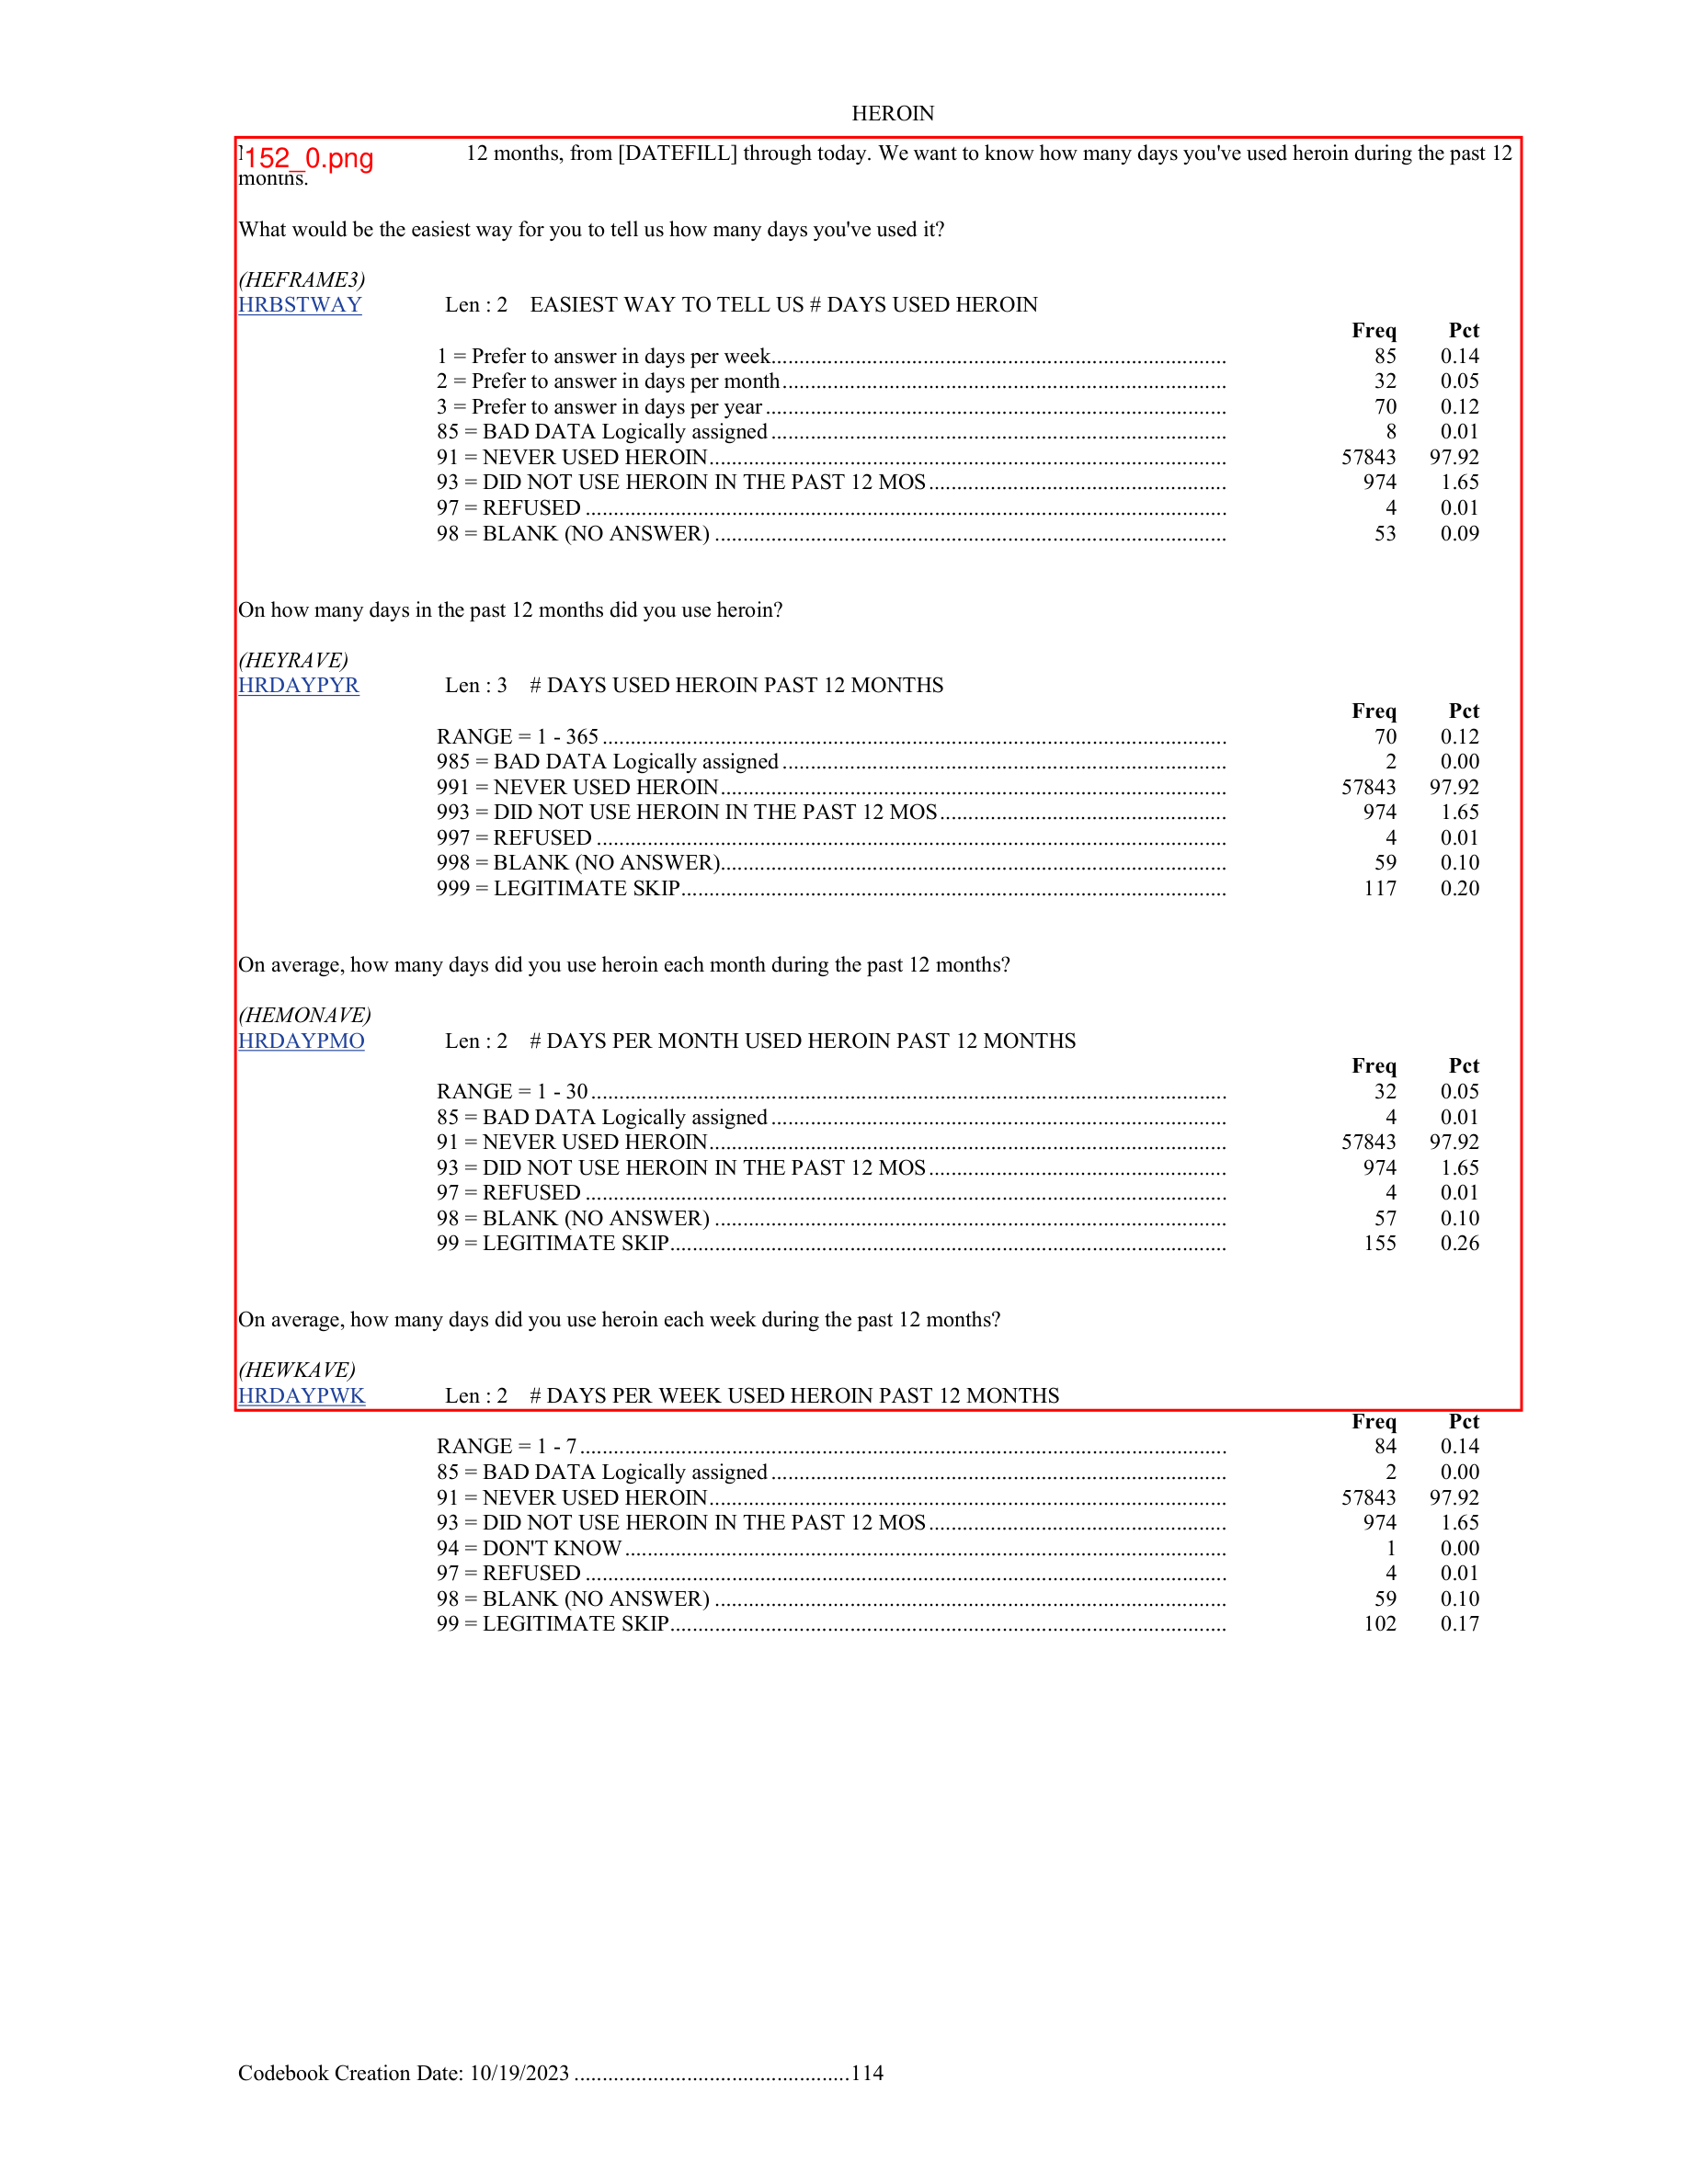 HEROIN
152_0.png 12 months, from [DATEFILL] through today. We want to know how many days you've used heroin during the past 12
months.
What would be the easiest way for you to tell us how many days you've used it?
(HEFRAME3)
HRBSTWAY Len : 2 EASIEST WAY TO TELL US # DAYS USED HEROIN
Freq Pct
1 = Prefer to answer in days per week.................................................................................. 85 0.14
2 = Prefer to answer in days per month................................................................................ 32 0.05
3 = Prefer to answer in days per year ................................................................................... 70 0.12
85 = BAD DATA Logically assigned .................................................................................. 8 0.01
91 = NEVER USED HEROIN............................................................................................ 57843 97.92
93 = DID NOT USE HEROIN IN THE PAST 12 MOS ..................................................... 974 1.65
97 = REFUSED .................................................................................................................. 4 0.01
98 = BLANK (NO ANSWER) ........................................................................................... 53 0.09
On how many days in the past 12 months did you use heroin?
(HEYRAVE)
HRDAYPYR Len : 3 # DAYS USED HEROIN PAST 12 MONTHS
Freq Pct
RANGE = 1 - 365 ............................................................................................................... 70 0.12
985 = BAD DATA Logically assigned ................................................................................ 2 0.00
991 = NEVER USED HEROIN.......................................................................................... 57843 97.92
993 = DID NOT USE HEROIN IN THE PAST 12 MOS ................................................... 974 1.65
997 = REFUSED ................................................................................................................ 4 0.01
998 = BLANK (NO ANSWER).......................................................................................... 59 0.10
999 = LEGITIMATE SKIP................................................................................................. 117 0.20
On average, how many days did you use heroin each month during the past 12 months?
(HEMONAVE)
HRDAYPMO Len : 2 # DAYS PER MONTH USED HEROIN PAST 12 MONTHS
Freq Pct
RANGE = 1 - 30 ................................................................................................................. 32 0.05
85 = BAD DATA Logically assigned .................................................................................. 4 0.01
91 = NEVER USED HEROIN............................................................................................ 57843 97.92
93 = DID NOT USE HEROIN IN THE PAST 12 MOS ..................................................... 974 1.65
97 = REFUSED .................................................................................................................. 4 0.01
98 = BLANK (NO ANSWER) ........................................................................................... 57 0.10
99 = LEGITIMATE SKIP................................................................................................... 155 0.26
On average, how many days did you use heroin each week during the past 12 months?
(HEWKAVE)
HRDAYPWK Len : 2 # DAYS PER WEEK USED HEROIN PAST 12 MONTHS
Freq Pct
RANGE = 1 - 7 ................................................................................................................... 84 0.14
85 = BAD DATA Logically assigned .................................................................................. 2 0.00
91 = NEVER USED HEROIN............................................................................................ 57843 97.92
93 = DID NOT USE HEROIN IN THE PAST 12 MOS ..................................................... 974 1.65
94 = DON'T KNOW ........................................................................................................... 1 0.00
97 = REFUSED .................................................................................................................. 4 0.01
98 = BLANK (NO ANSWER) ........................................................................................... 59 0.10
99 = LEGITIMATE SKIP................................................................................................... 102 0.17
Codebook Creation Date: 10/19/2023 .................................................114